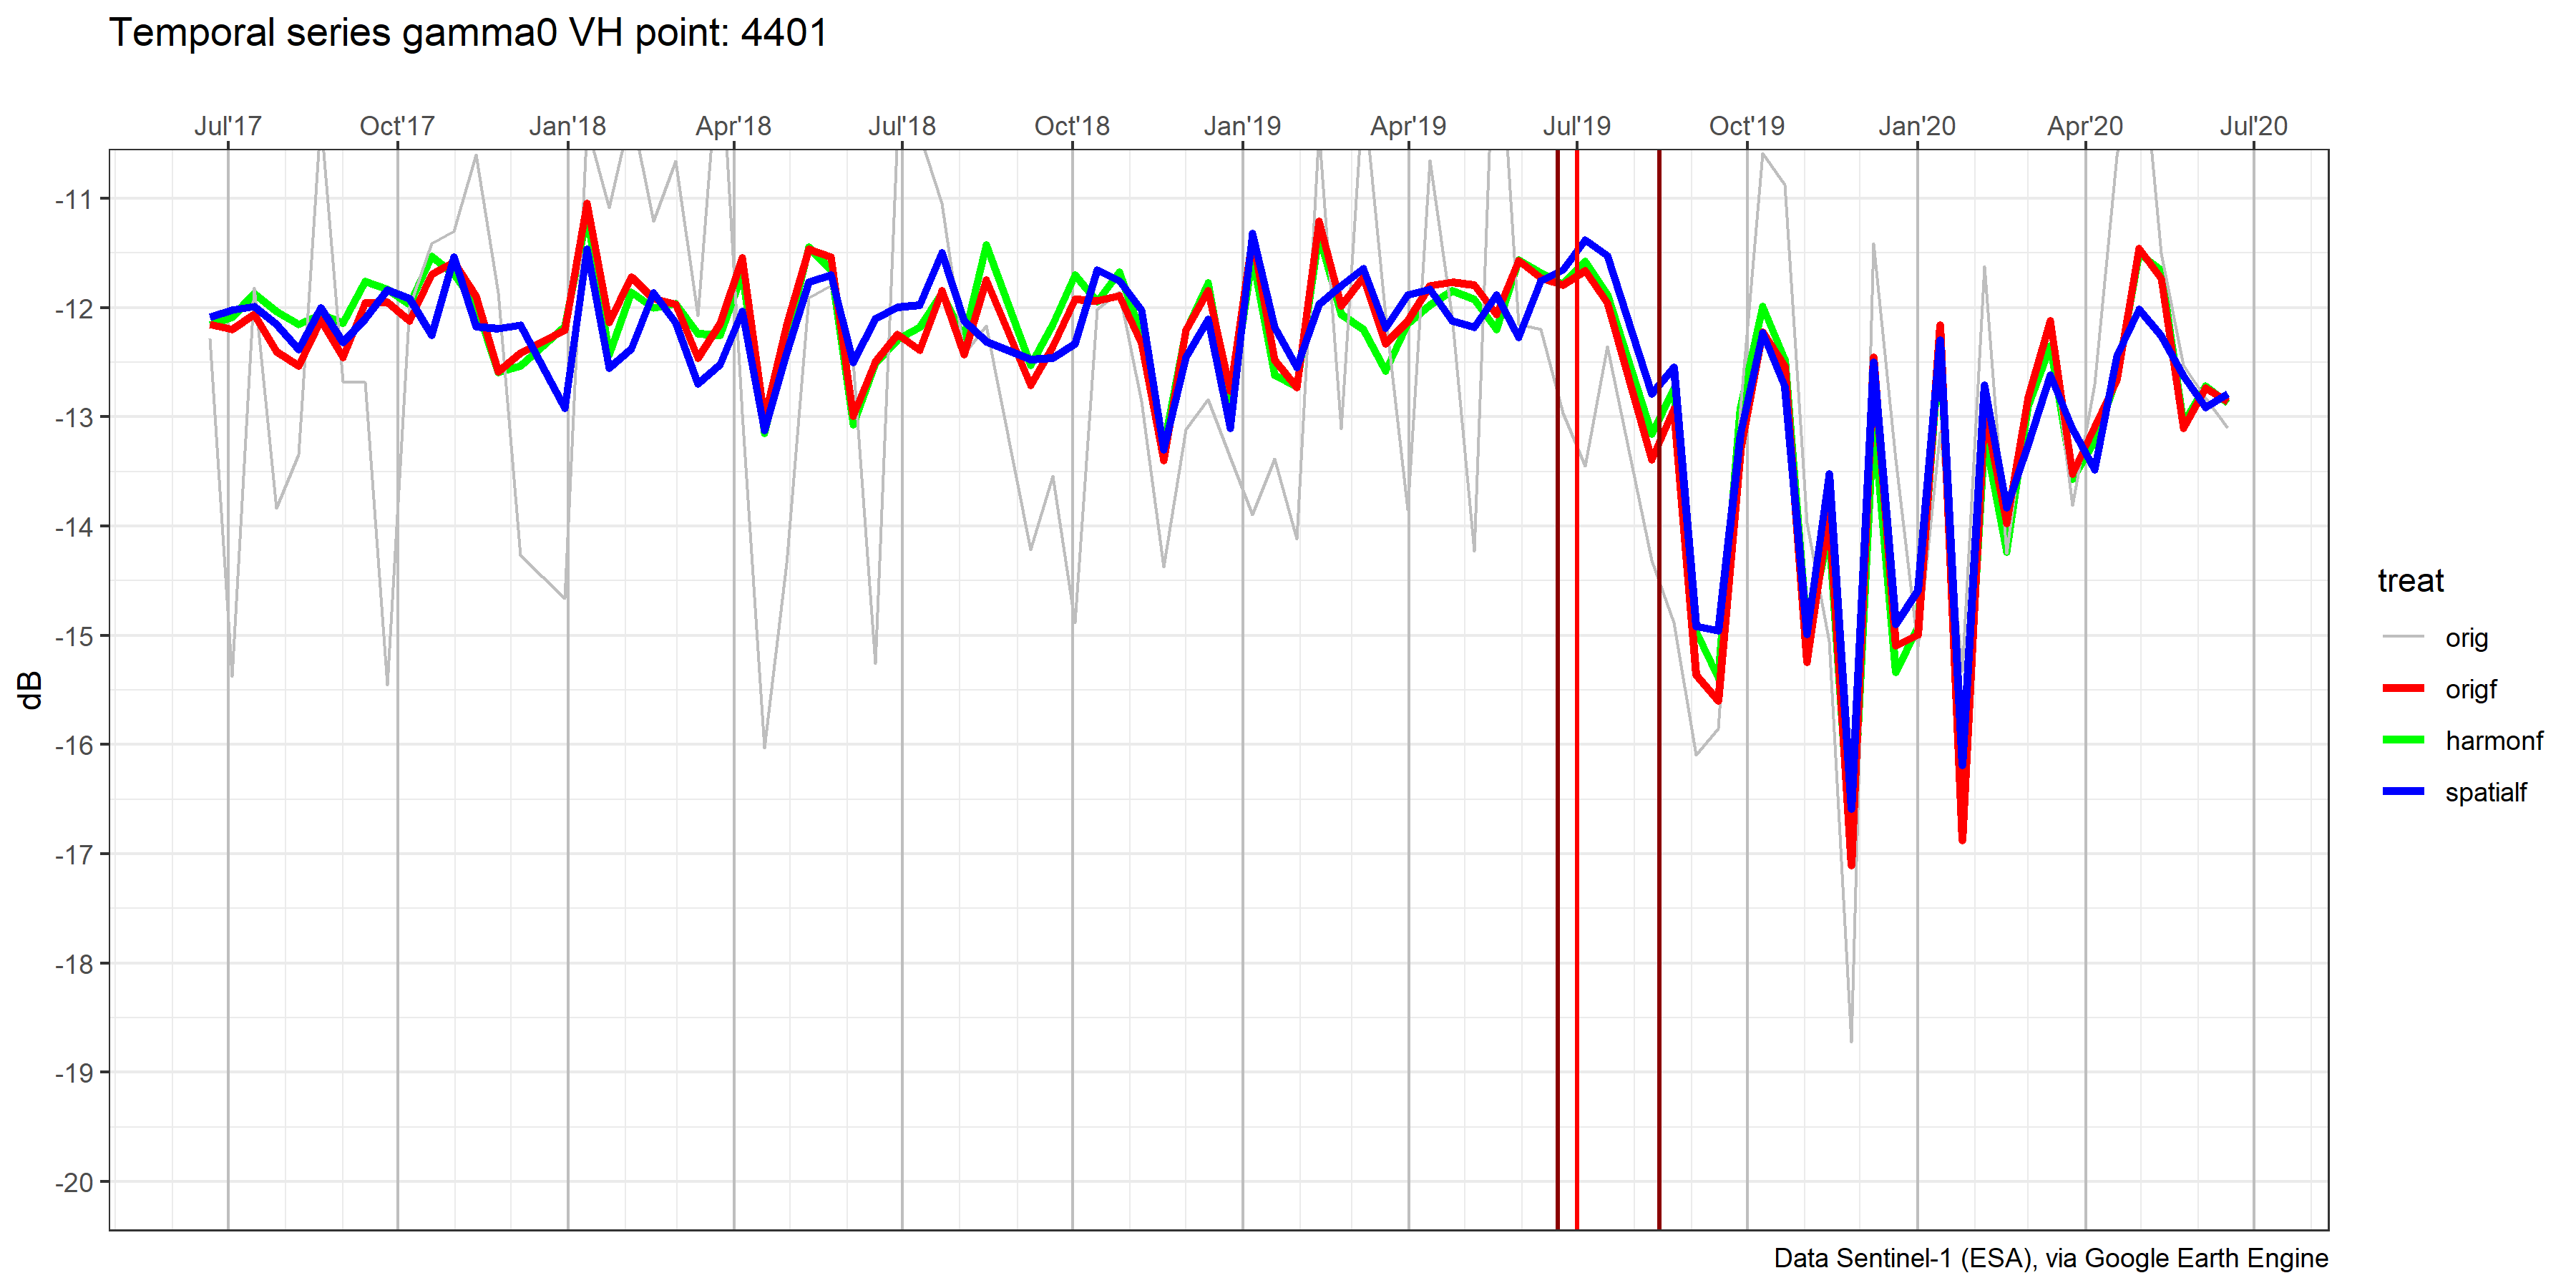 Temporal series gamma0 VH point: 4401
Jul'17 Oct'17 Jan'18 Apr'18 Jul'18 Oct'18 Jan'19 Apr'19 Jul'19 Oct'19 Jan'20 Apr'20 Jul'20
-11
-12
-13
-14
-15
-16
-17
-18
-19
-20
dB
treat
orig
origf
harmonf
spatialf
Data Sentinel-1 (ESA), via Google Earth Engine